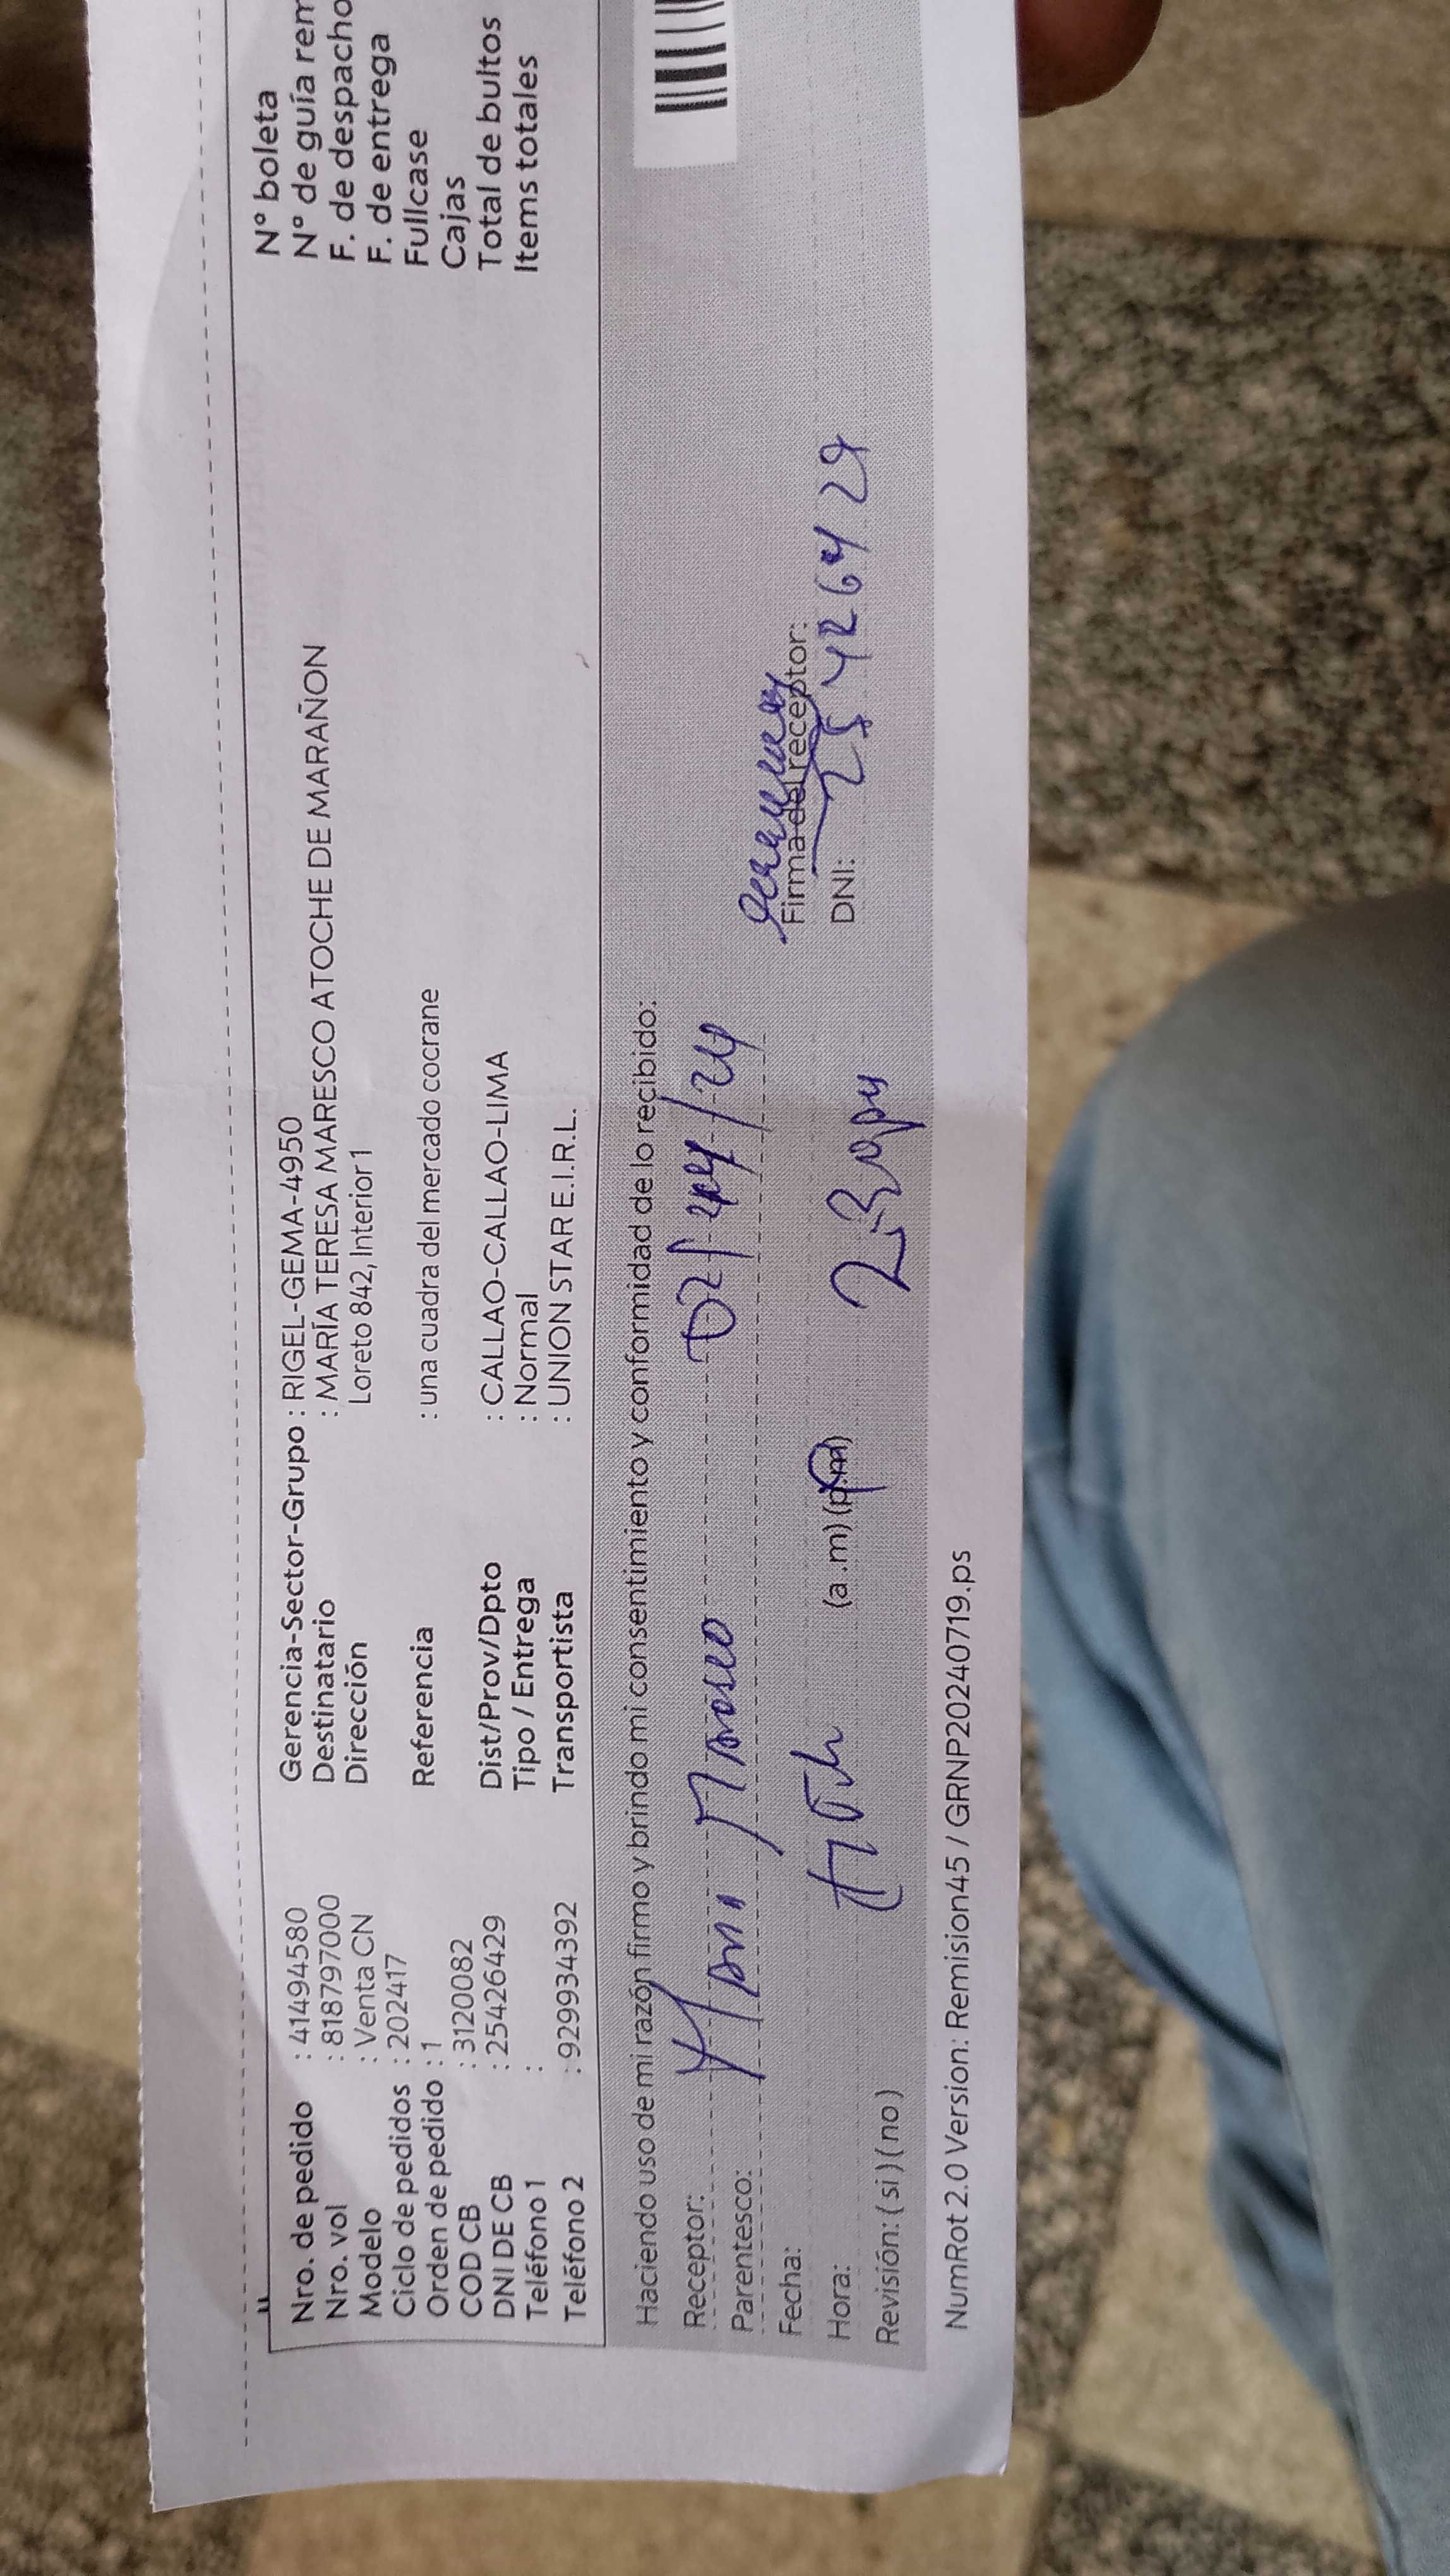 Nro. de pedido : 41494580
Nro. vol : 818797000
Modelo : Venta CN
Ciclo de pedidos : 202417
Orden de pedido : 1
COD CB : 3120082
DNI DE CB : 25426429
Teléfono 1 :
Teléfono 2 : 929934392
Gerencia-Sector-Grupo : RIGEL-GEMA-4950
Destinatario : MARÍA TERESA MARESCO ATOCHE DE MARAÑON
Dirección Loreto 842, Interior 1
Referencia : una cuadra del mercado cocrane
Dist/Prov/Dpto : CALLAO-CALLAO-LIMA
Tipo / Entrega : Normal
Transportista : UNION STAR E.I.R.L.
N° boleta
N° de guía rem
F. de despacho
F. de entrega
Fullcase
Cajas
Total de bultos
Items totales
Haciendo uso de mi razón firmo y brindo mi consentimiento y conformidad de lo recibido:
Receptor:
Parentesco:
Fecha:
Hora: (a .m) (p.m) 2:30pm
Revisión: ( si ) ( no )
Firma del receptor:
DNI: 25426429
NumRot 2.0 Version: Remision45 / GRNP20240719.ps